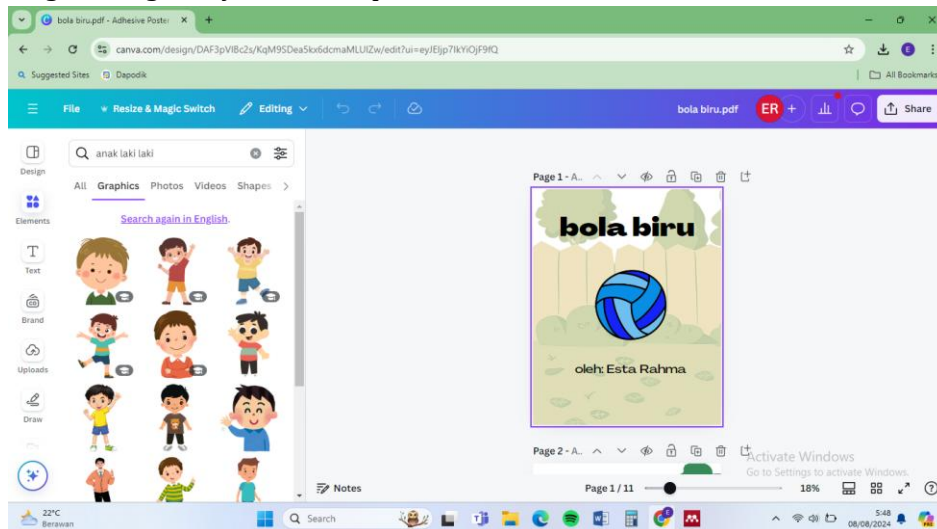 bola biru.pdf - Adhesive Poster
canva.com/design/DAF3pVlBc2s/KqM9SDea5kx6dcmaMLUIZw/edit?ui=eyJEIjp7IkYiOjF9fQ
Suggested Sites Dapodik All Bookmarks
File Resize & Magic Switch Editing bola biru.pdf ER + Share
Design
Elements
Text
Brand
Uploads
Draw
anak laki laki
All Graphics Photos Videos Shapes
Search again in English.
Page 1 - A..
bola biru
oleh: Esta Rahma
Page 2 - A..
Activate Windows
Go to Settings to activate Windows.
Notes Page 1 / 11 18%
22°C
Berawan
Search
5:48
08/08/2024